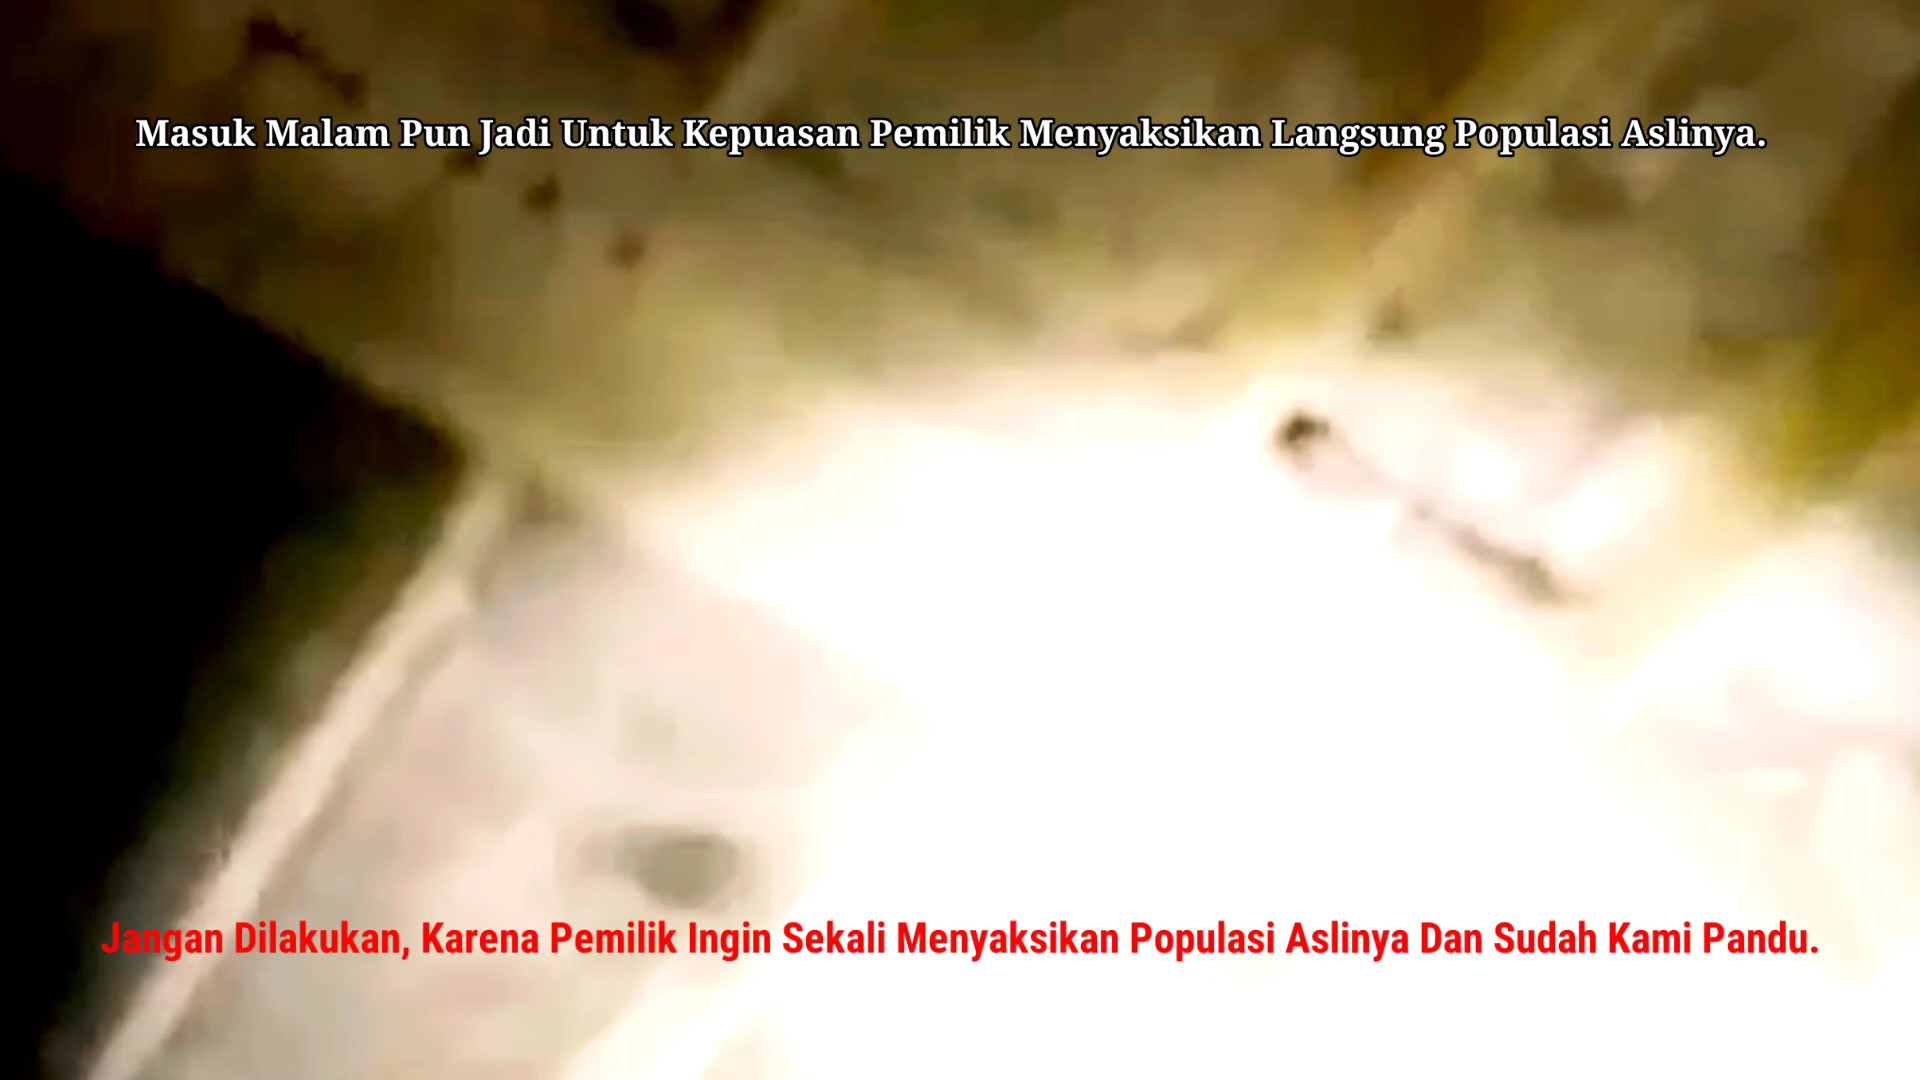 Masuk Malam Pun Jadi Untuk Kepuasan Pemilik Menyaksikan Langsung Populasi Aslinya.
Jangan Dilakukan, Karena Pemilik Ingin Sekali Menyaksikan Populasi Aslinya Dan Sudah Kami Pandu.